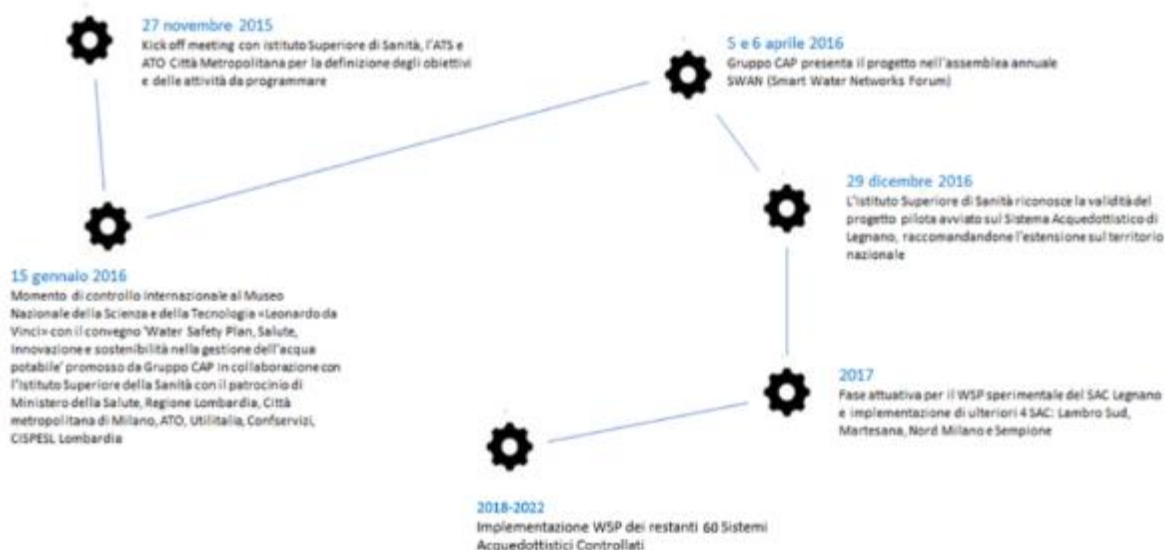 27 novembre 2015
Kick off meeting con istituto Superiore di Sanità, l'ATS e
ATO Città Metropolitana per la definizione degli obiettivi
e delle attività da programmare
15 gennaio 2016
Momento di controllo internazionale al Museo
Nazionale della Scienza e della Tecnologia «Leonardo da
Vinci» con il convegno 'Water Safety Plan, Salute,
Innovazione e sostenibilità nella gestione dell'acqua
potabile' promosso da Gruppo CAP in collaborazione con
l'Istituto Superiore della Sanità con il patrocinio di
Ministero della Salute, Regione Lombardia, Città
metropolitana di Milano, ATO, Utilitalia, Confservizi,
CISPESL Lombardia
5 e 6 aprile 2016
Gruppo CAP presenta il progetto nell'assemblea annuale
SWAN (Smart Water Networks Forum)
29 dicembre 2016
L'Istituto Superiore di Sanità riconosce la validità del
progetto pilota avviato sul Sistema Acquedottistico di
Legnano, raccomandandone l'estensione sul territorio
nazionale
2017
Fase attuativa per il WSP sperimentale del SAC Legnano
e implementazione di ulteriori 4 SAC: Lambro Sud,
Martesana, Nord Milano e Sempione
2018-2022
Implementazione WSP dei restanti 60 Sistemi
Acquedottistici Controllati